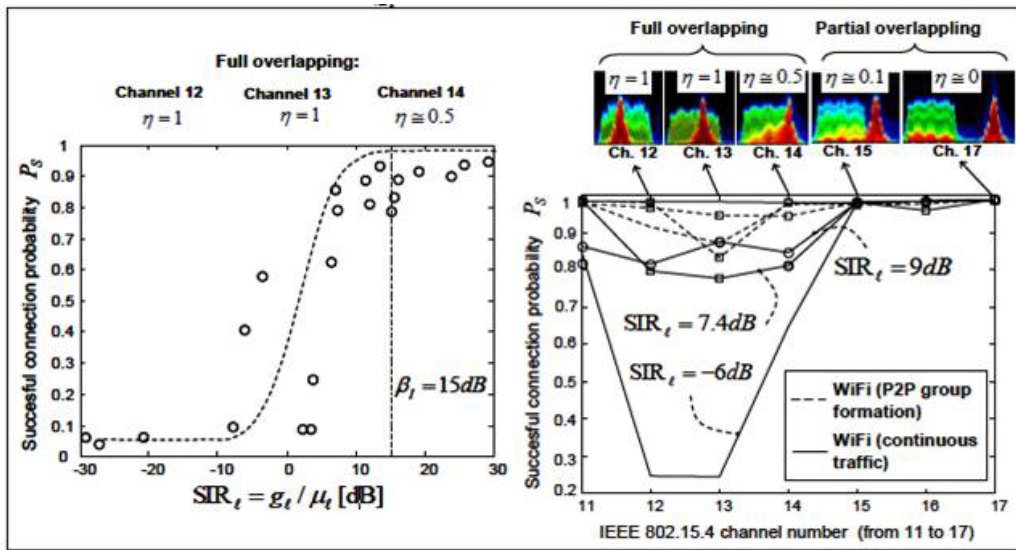 Full overlapping:
Channel 12
η = 1
Channel 13
η = 1
Channel 14
η ≅ 0.5
Succesful connection probability P_S
1
0.9
0.8
0.7
0.6
0.5
0.4
0.3
0.2
0.1
0
-30 -20 -10 0 10 20 30
β_I = 15dB
SIR_ℓ = g_ℓ / μ_ℓ [dB]
Full overlapping
Partial overlappling
η = 1 η = 1 η ≅ 0.5 η ≅ 0.1 η ≅ 0
Ch. 12 Ch. 13 Ch. 14 Ch. 15 Ch. 17
Succesful connection probability P_S
1
0.9
0.8
0.7
0.6
0.5
0.4
0.3
0.2
SIR_ℓ = 9dB
SIR_ℓ = 7.4dB
SIR_ℓ = -6dB
WiFi (P2P group
formation)
WiFi (continuous
traffic)
11 12 13 14 15 16 17
IEEE 802.15.4 channel number (from 11 to 17)